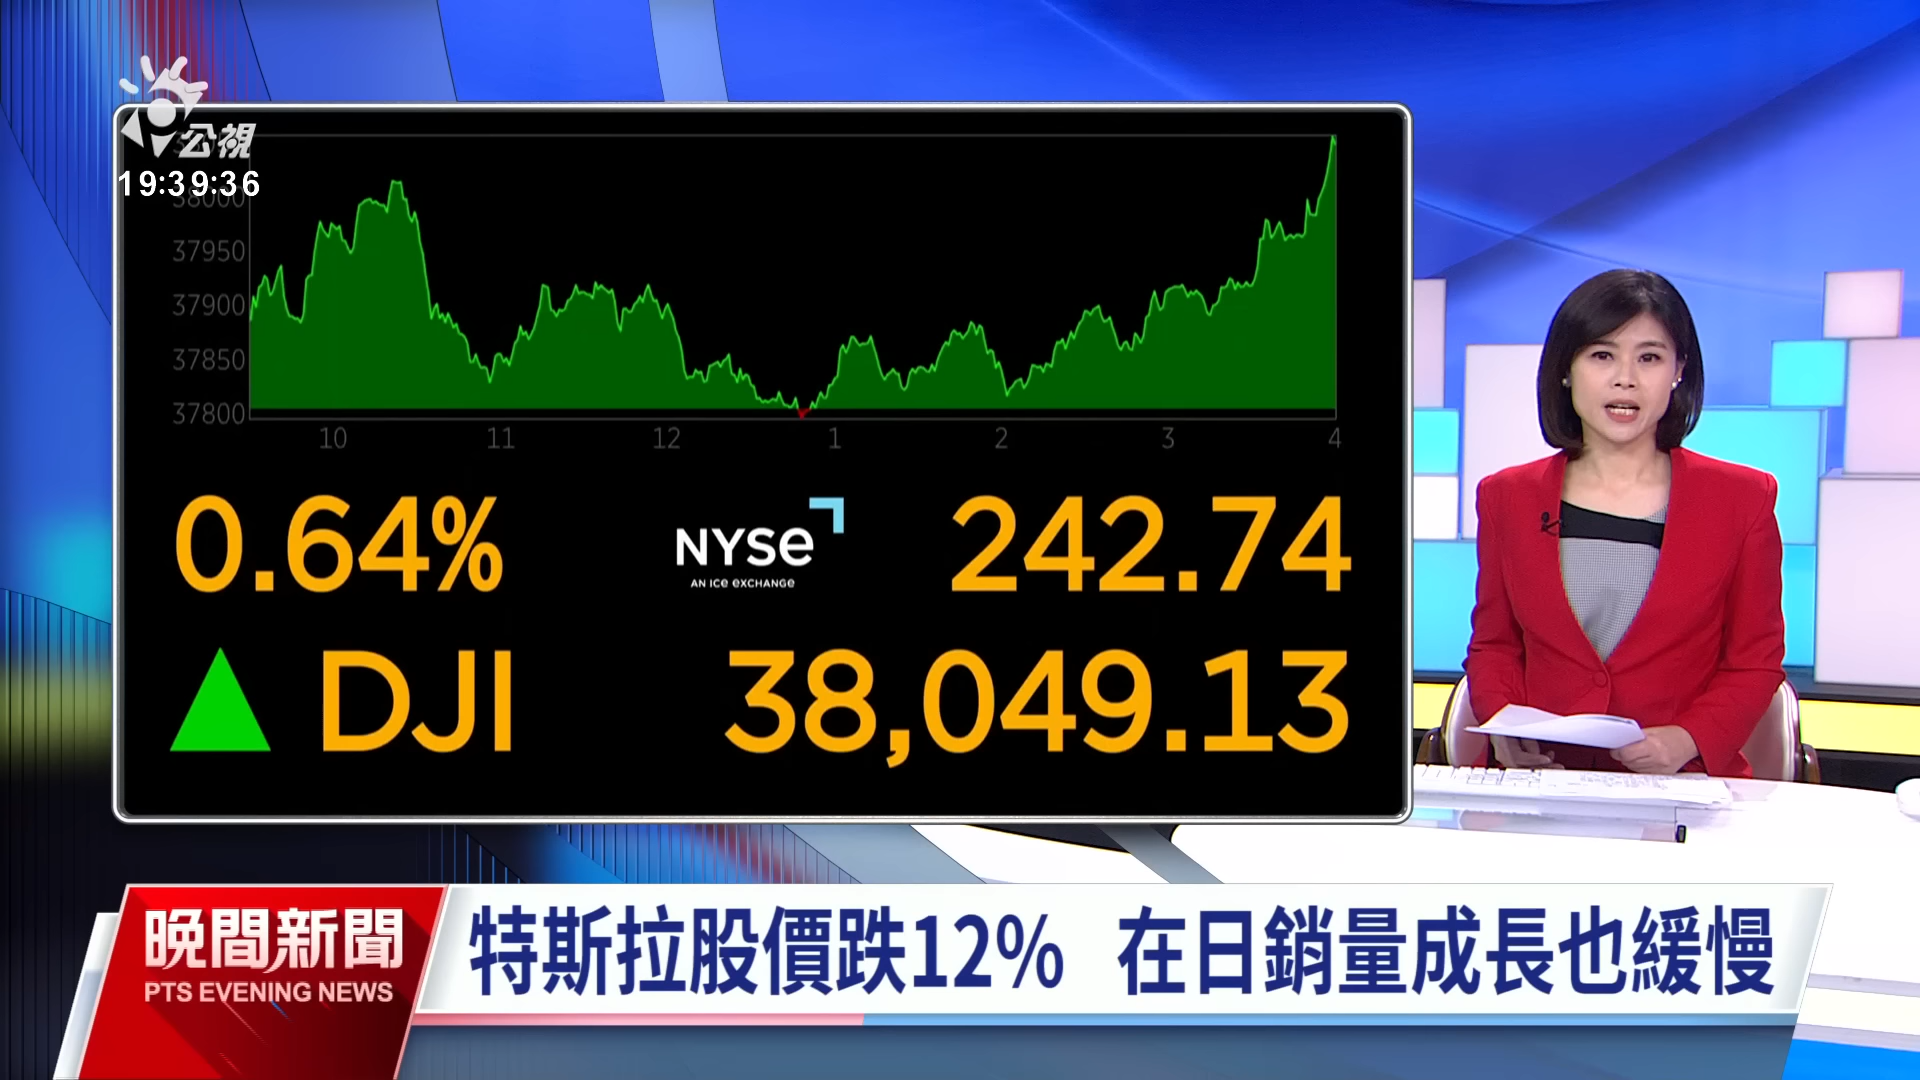 公視
19:39:36
38000
37950
37900
37850
37800
10 11 12 1 2 3 4
0.64% NYSE 242.74
AN ICE EXCHANGE
DJI 38,049.13
晚間新聞 特斯拉股價跌12% 在日銷量成長也緩慢
PTS EVENING NEWS